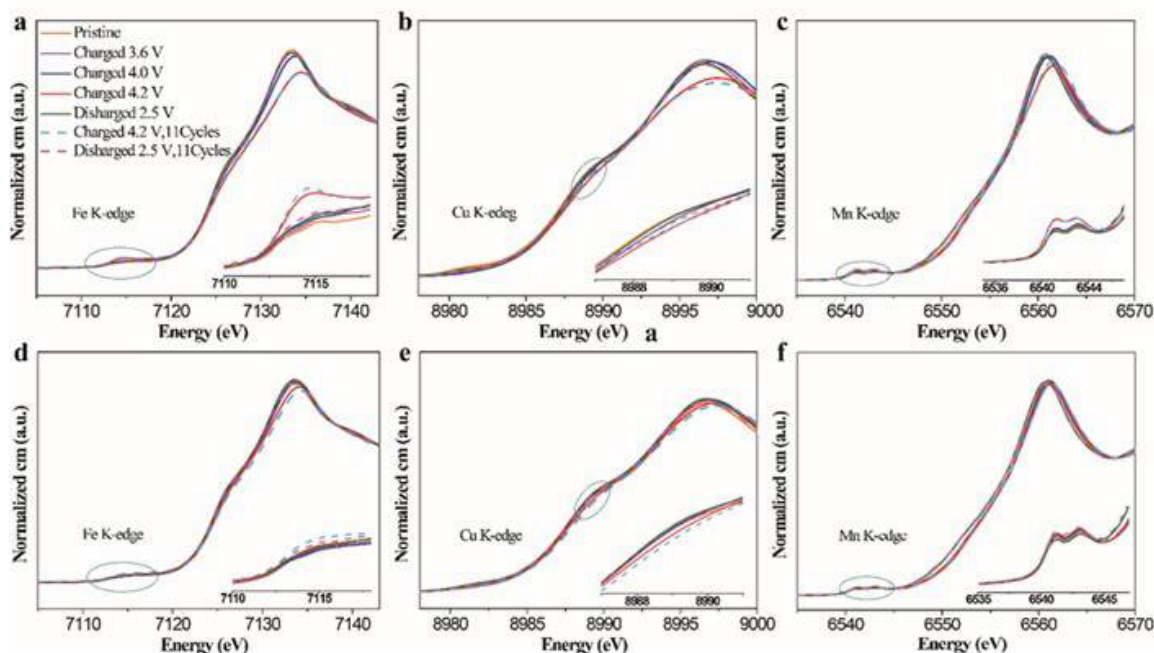 a
Pristine
Charged 3.6 V
Charged 4.0 V
Charged 4.2 V
Disharged 2.5 V
Charged 4.2 V,11Cycles
Disharged 2.5 V,11Cycles
Fe K-edge
Normalized cm (a.u.)
7110 7115
7110 7120 7130 7140
Energy (eV)
b
Cu K-edeg
Normalized cm (a.u.)
8988 8990
8980 8985 8990 8995 9000
Energy (eV)
c
Mn K-edge
Normalized cm (a.u.)
6536 6540 6544
6540 6550 6560 6570
Energy (eV)
a
d
Fe K-edge
Normalized cm (a.u.)
7110 7115
7110 7120 7130 7140
Energy (eV)
e
Cu K-edge
Normalized cm (a.u.)
8988 8990
8980 8985 8990 8995 9000
Energy (eV)
f
Mn K-edge
Normalized cm (a.u.)
6535 6540 6545
6540 6550 6560 6570
Energy (eV)